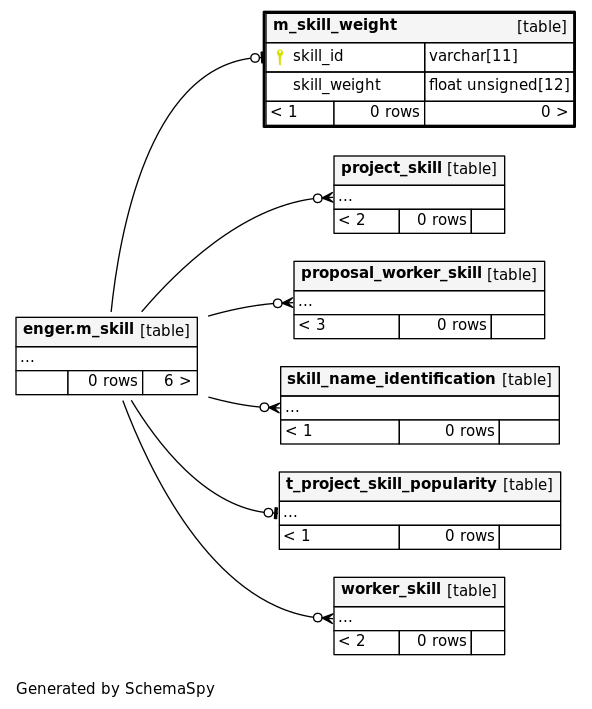 m_skill_weight [table]
skill_id varchar[11]
skill_weight float unsigned[12]
< 1 0 rows 0 >
project_skill [table]
...
< 2 0 rows
proposal_worker_skill [table]
...
< 3 0 rows
enger.m_skill [table]
...
0 rows 6 >
skill_name_identification [table]
...
< 1 0 rows
t_project_skill_popularity [table]
...
< 1 0 rows
worker_skill [table]
...
< 2 0 rows
Generated by SchemaSpy